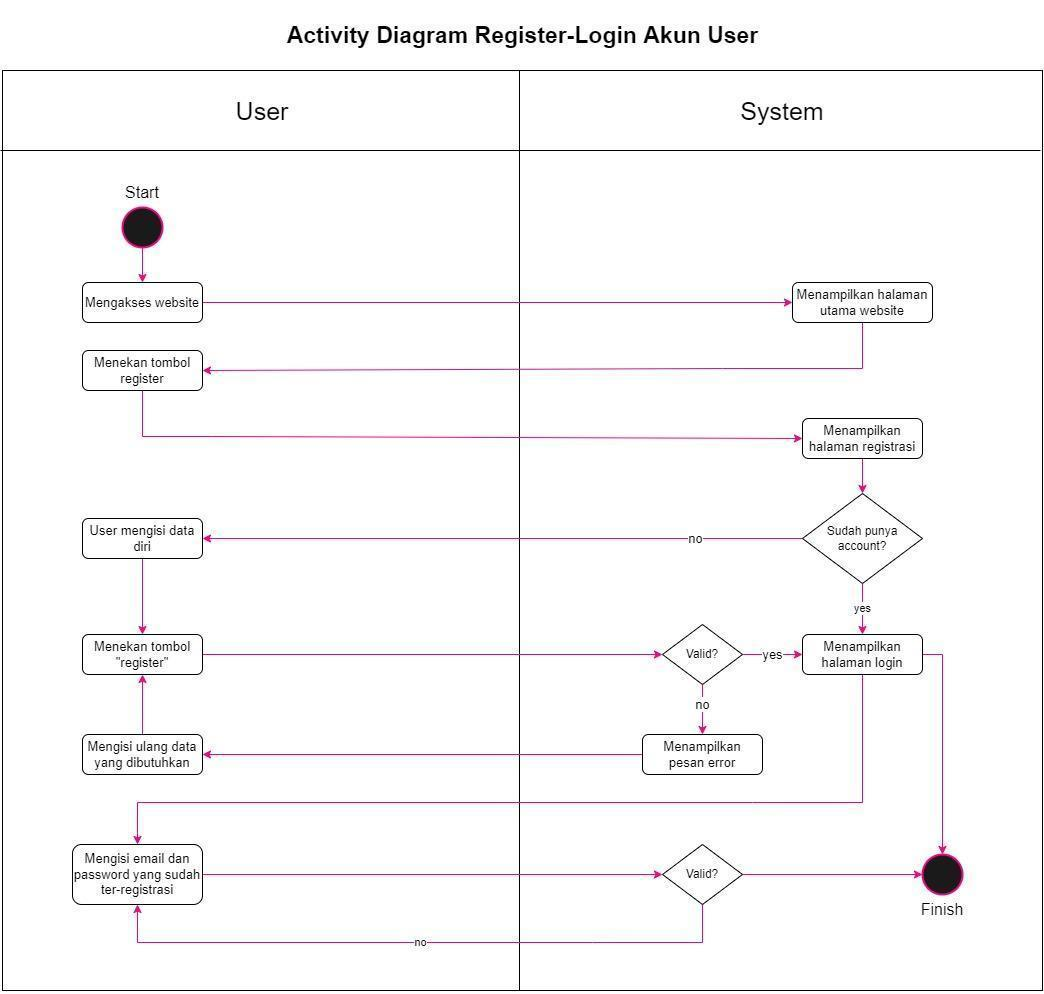 Activity Diagram Register-Login Akun User
User
System
Start
Mengakses website
Menampilkan halaman
utama website
Menekan tombol
register
Menampilkan
halaman registrasi
User mengisi data
diri
no
Sudah punya
account?
yes
Menekan tombol
"register"
Valid?
yes
Menampilkan
halaman login
no
Mengisi ulang data
yang dibutuhkan
Menampilkan
pesan error
Mengisi email dan
password yang sudah
ter-registrasi
Valid?
Finish
no